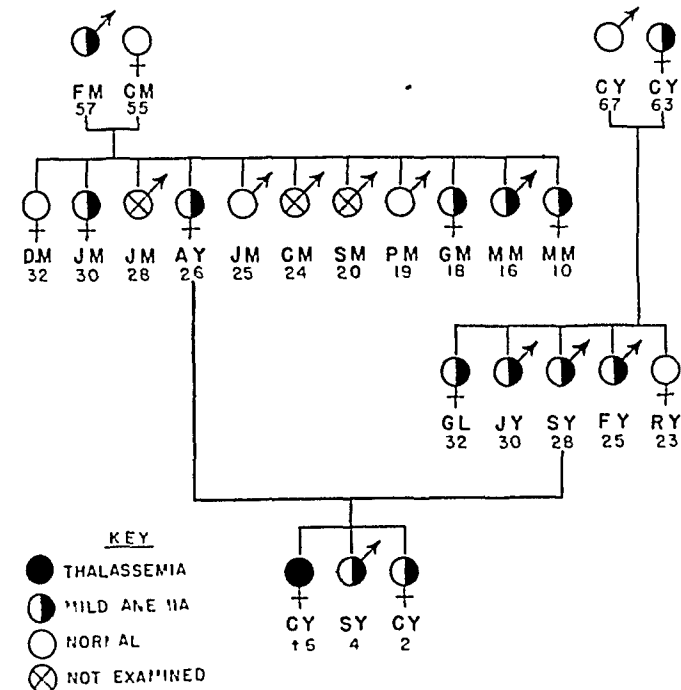 FM CM
57 55
CY CY
67 63
DM JM JM AY JM CM SM PM GM MM MM
32 30 28 26 25 24 20 19 18 16 10
GL JY SY FY RY
32 30 28 25 23
CY SY CY
†6 4 2
KEY
THALASSEMIA
MILD ANEMIA
NORMAL
NOT EXAMINED